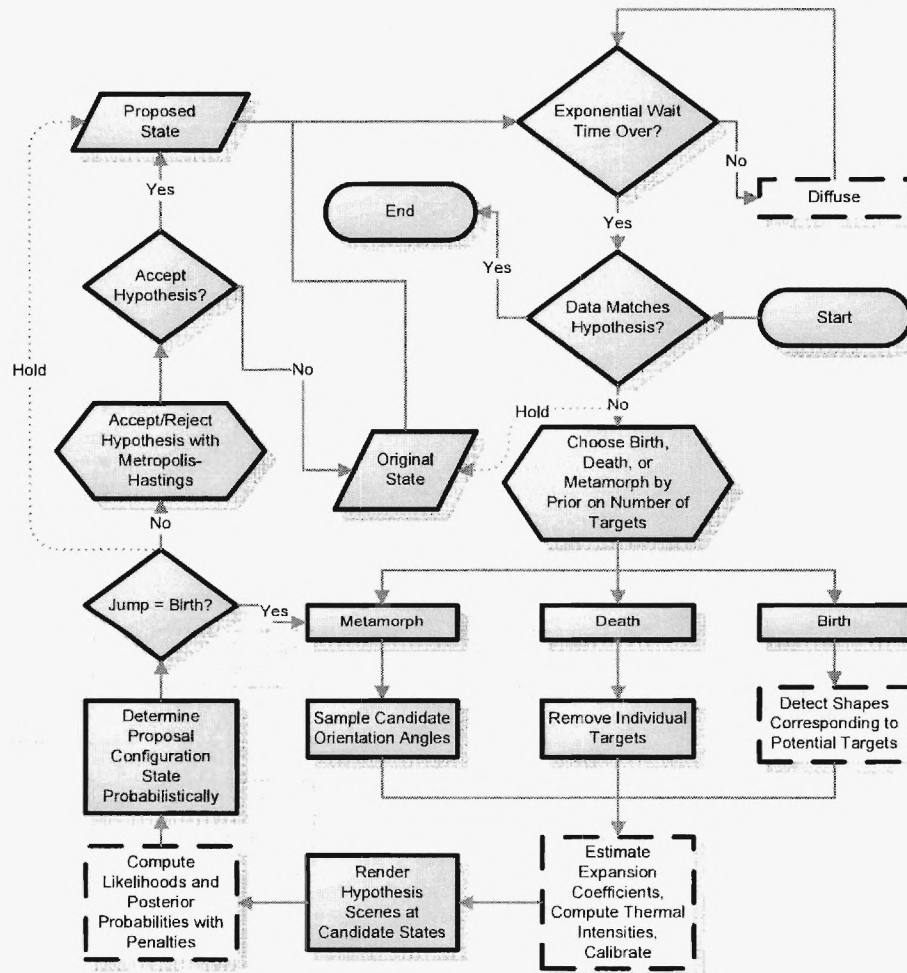 Proposed
State
Exponential Wait
Time Over?
No
Diffuse
Yes
End
Yes
Yes
Accept
Hypothesis?
Data Matches
Hypothesis?
Start
Hold
No
No
Hold
Accept/Reject
Hypothesis with
Metropolis-
Hastings
Original
State
Choose Birth,
Death, or
Metamorph by
Prior on Number of
Targets
No
Jump = Birth?
Yes
Metamorph
Death
Birth
Determine
Proposal
Configuration
State
Probabilistically
Sample Candidate
Orientation Angles
Remove Individual
Targets
Detect Shapes
Corresponding to
Potential Targets
Compute
Likelihoods and
Posterior
Probabilities with
Penalties
Render
Hypothesis
Scenes at
Candidate States
Estimate
Expansion
Coefficients,
Compute Thermal
Intensities,
Calibrate